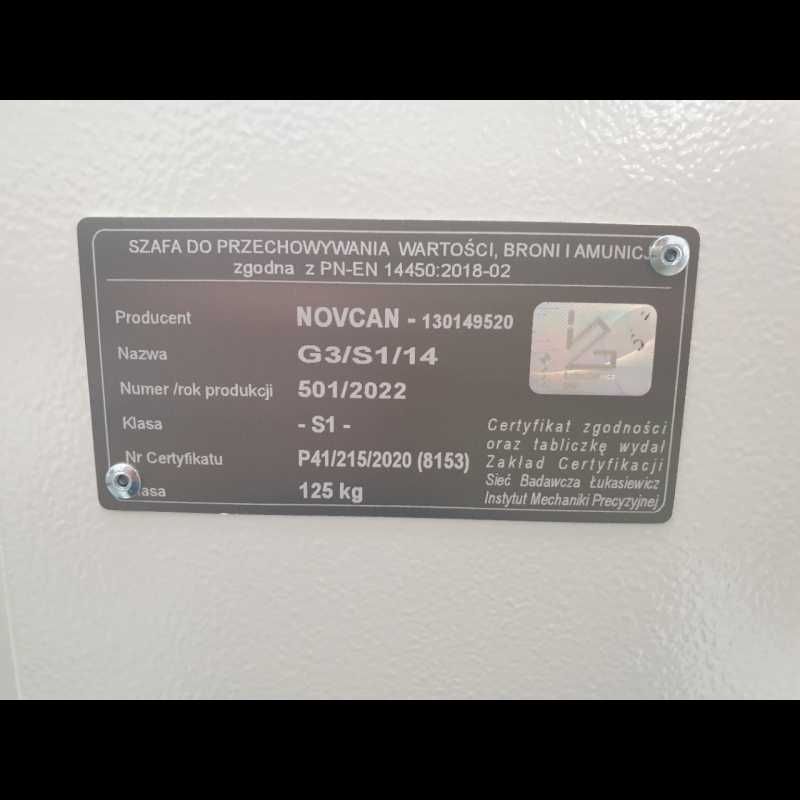 SZAFA DO PRZECHOWYWANIA WARTOŚCI, BRONI I AMUNICJ
zgodna z PN-EN 14450:2018-02
Producent NOVCAN - 130149520
Nazwa G3/S1/14
Numer /rok produkcji 501/2022
Klasa - S1 -
Nr Certyfikatu P41/215/2020 (8153)
asa 125 kg
Certyfikat zgodności
oraz tabliczkę wydał
Zakład Certyfikacji
Sieć Badawcza Łukasiewicz
Instytut Mechaniki Precyzyjnej